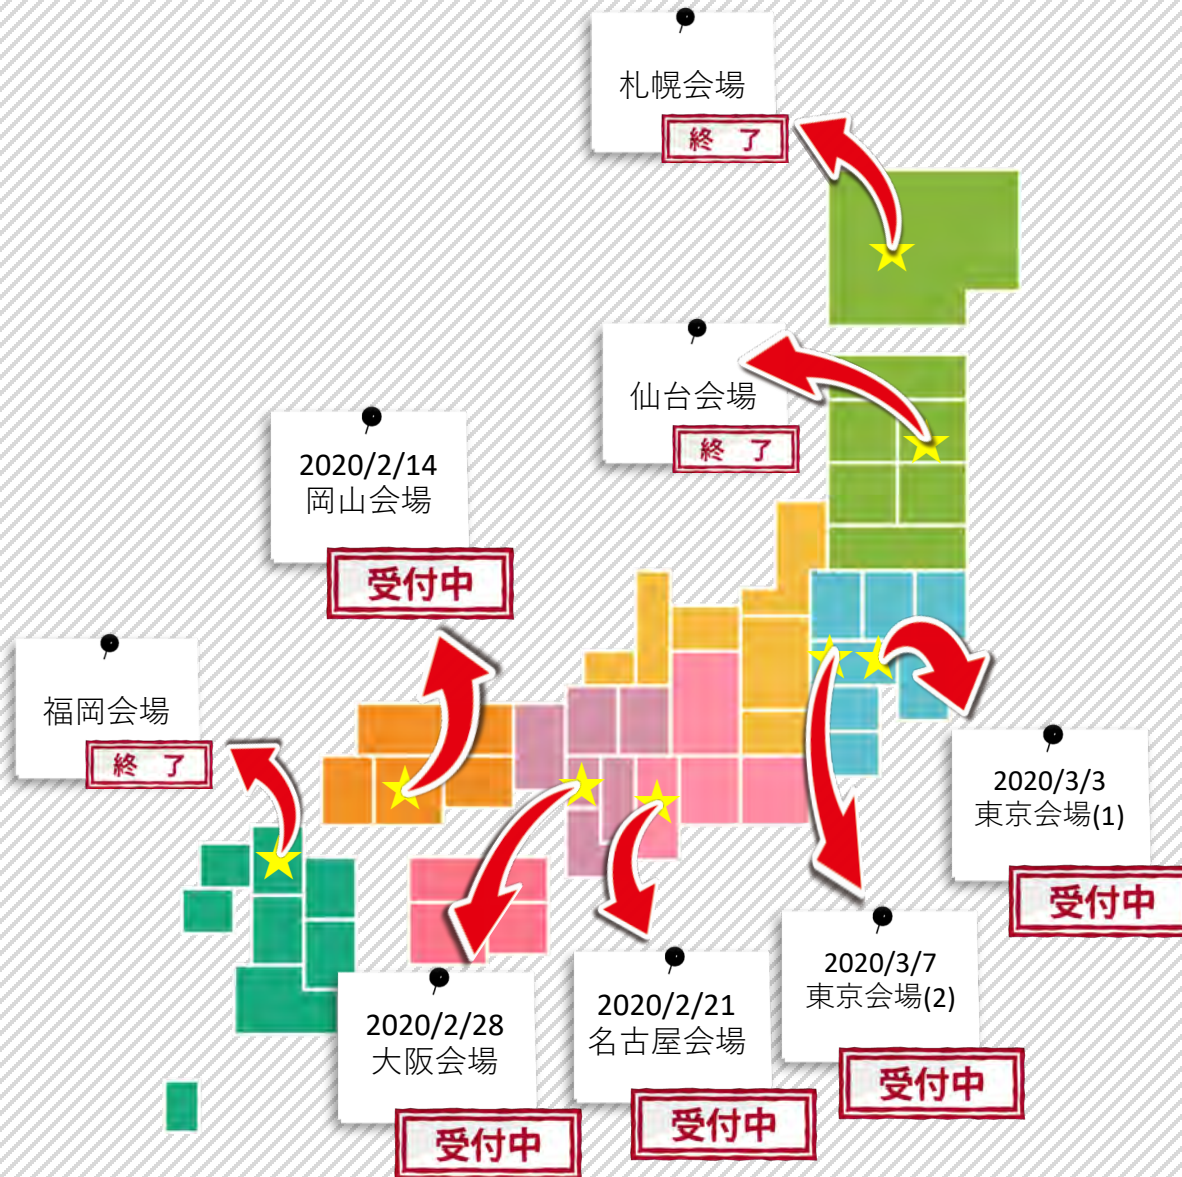 札幌会場
終 了
仙台会場
終 了
2020/2/14
岡山会場
受付中
福岡会場
終 了
2020/3/3
東京会場(1)
受付中
2020/3/7
東京会場(2)
受付中
2020/2/21
名古屋会場
受付中
2020/2/28
大阪会場
受付中